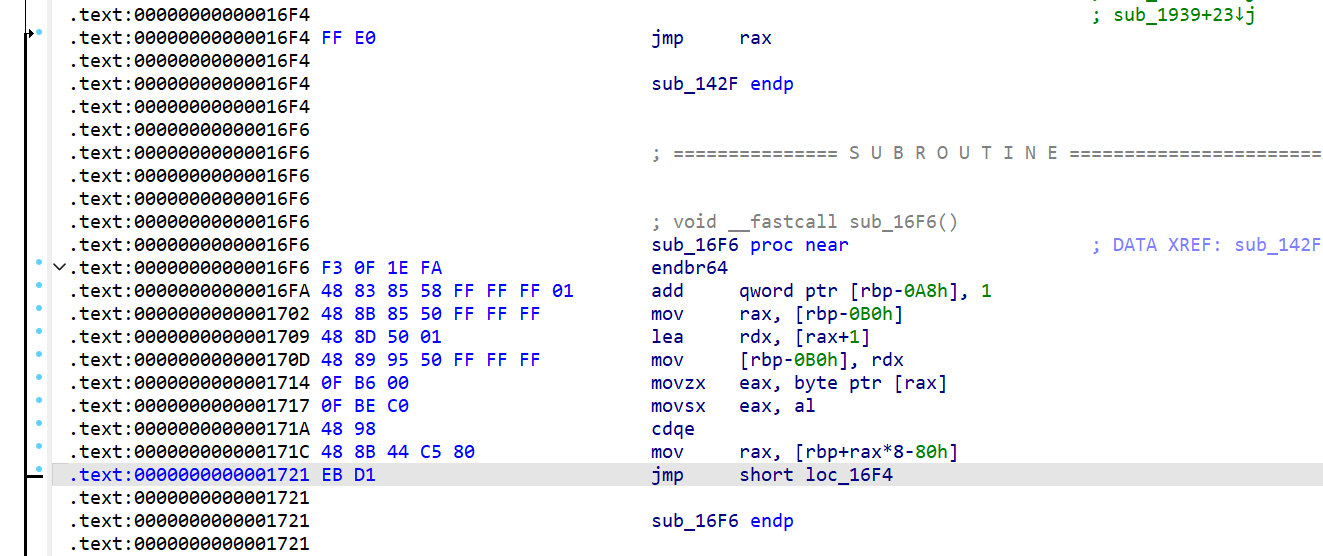 .text:00000000000016F4 ; sub_1939+23↓j
.text:00000000000016F4 FF E0 jmp rax
.text:00000000000016F4
.text:00000000000016F4 sub_142F endp
.text:00000000000016F4
.text:00000000000016F6
.text:00000000000016F6 ; =============== S U B R O U T I N E =======================
.text:00000000000016F6
.text:00000000000016F6
.text:00000000000016F6 ; void __fastcall sub_16F6()
.text:00000000000016F6 sub_16F6 proc near ; DATA XREF: sub_142F
.text:00000000000016F6 F3 0F 1E FA endbr64
.text:00000000000016FA 48 83 85 58 FF FF FF 01 add qword ptr [rbp-0A8h], 1
.text:0000000000001702 48 8B 85 50 FF FF FF mov rax, [rbp-0B0h]
.text:0000000000001709 48 8D 50 01 lea rdx, [rax+1]
.text:000000000000170D 48 89 95 50 FF FF FF mov [rbp-0B0h], rdx
.text:0000000000001714 0F B6 00 movzx eax, byte ptr [rax]
.text:0000000000001717 0F BE C0 movsx eax, al
.text:000000000000171A 48 98 cdqe
.text:000000000000171C 48 8B 44 C5 80 mov rax, [rbp+rax*8-80h]
.text:0000000000001721 EB D1 jmp short loc_16F4
.text:0000000000001721
.text:0000000000001721 sub_16F6 endp
.text:0000000000001721